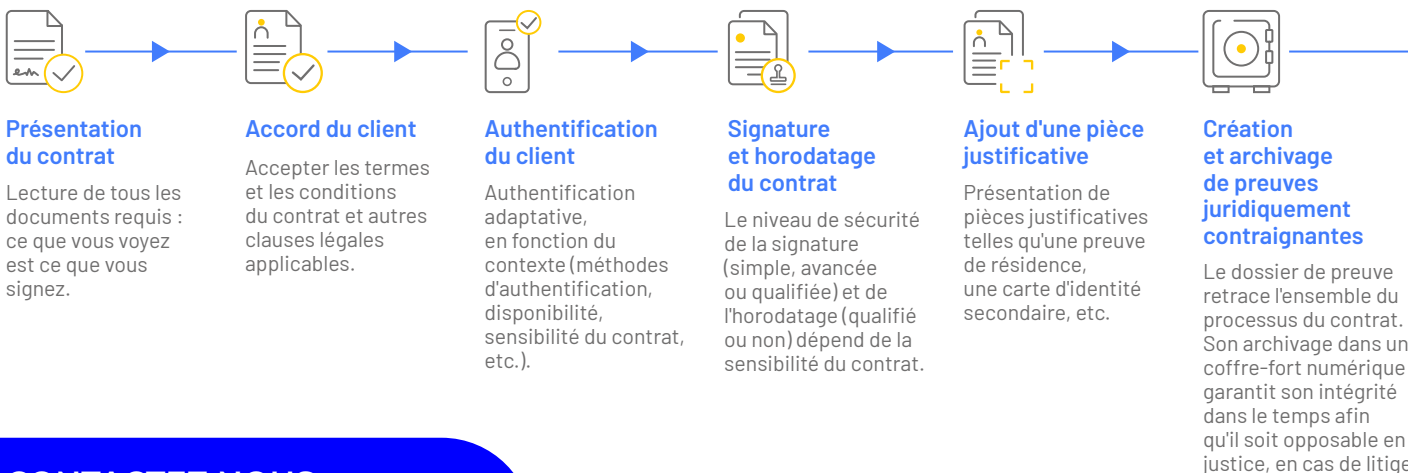 Présentation
du contrat
Lecture de tous les
documents requis :
ce que vous voyez
est ce que vous
signez.
Accord du client
Accepter les termes
et les conditions
du contrat et autres
clauses légales
applicables.
Authentification
du client
Authentification
adaptative,
en fonction du
contexte (méthodes
d'authentification,
disponibilité,
sensibilité du contrat,
etc.).
Signature
et horodatage
du contrat
Le niveau de sécurité
de la signature
(simple, avancée
ou qualifiée) et de
l'horodatage (qualifié
ou non) dépend de la
sensibilité du contrat.
Ajout d'une pièce
justificative
Présentation de
pièces justificatives
telles qu'une preuve
de résidence,
une carte d'identité
secondaire, etc.
Création
et archivage
de preuves
juridiquement
contraignantes
Le dossier de preuve
retrace l'ensemble du
processus du contrat.
Son archivage dans un
coffre-fort numérique
garantit son intégrité
dans le temps afin
qu'il soit opposable en
justice, en cas de litige
CONTACTEZ-NOUS